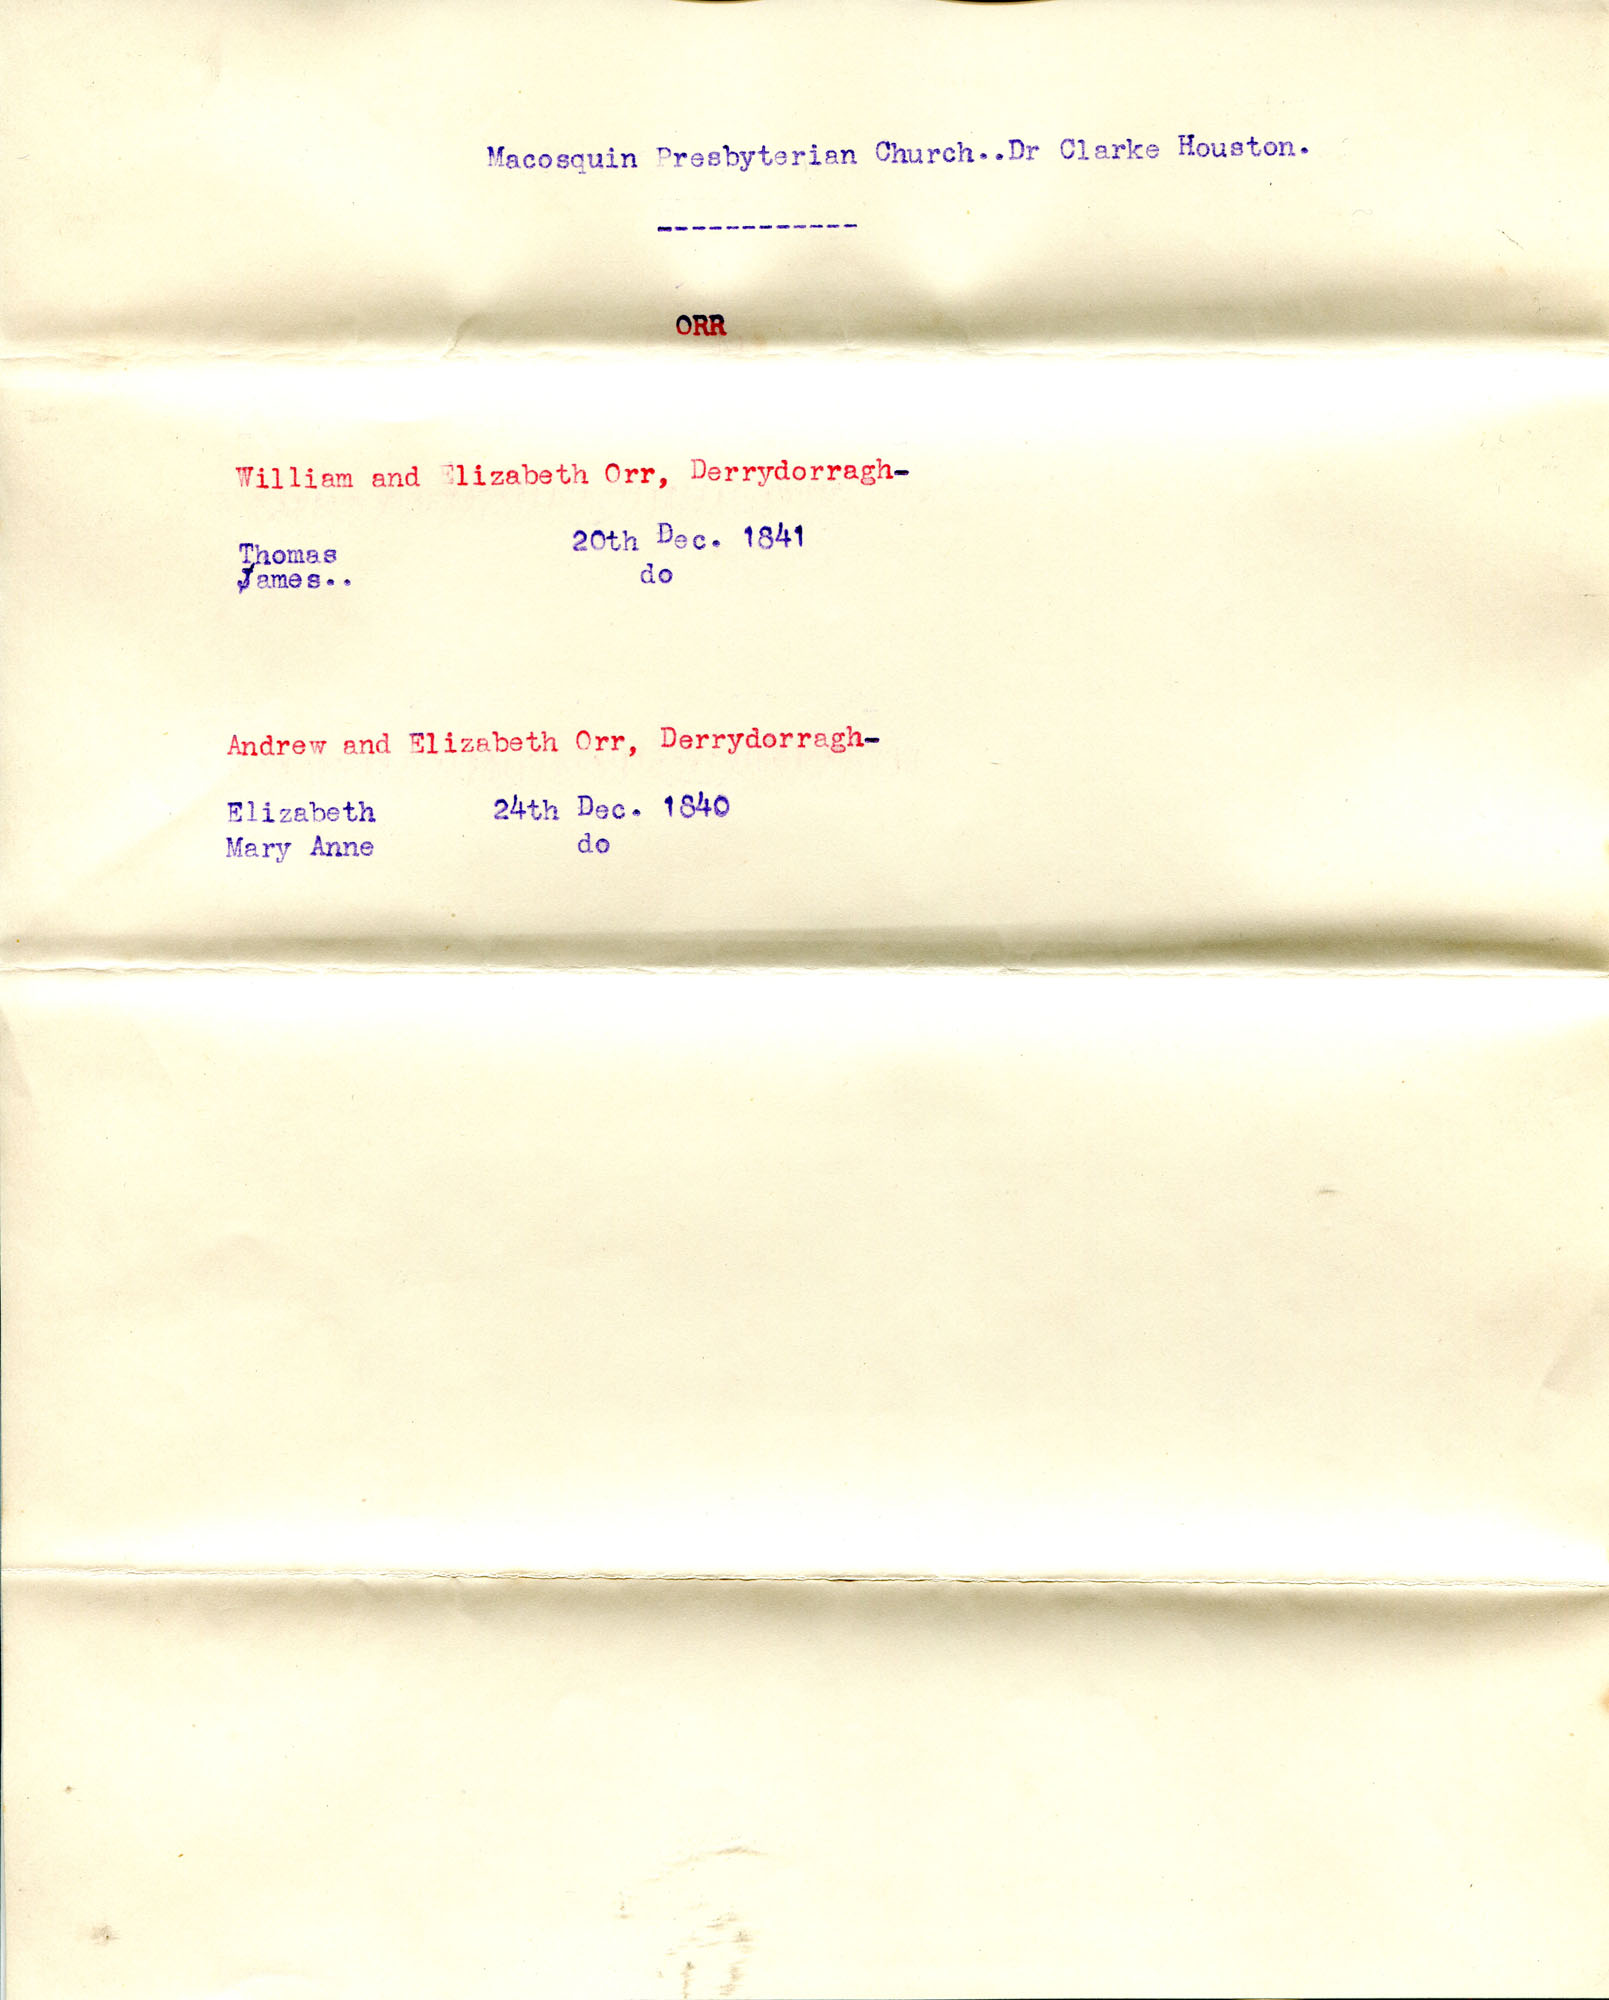 Macosquin Presbyterian Church..Dr Clarke Houston.
------------
ORR
William and Elizabeth Orr, Derrydorragh-
Thomas 20th Dec. 1841
James.. do
Andrew and Elizabeth Orr, Derrydorragh-
Elizabeth 24th Dec. 1840
Mary Anne do